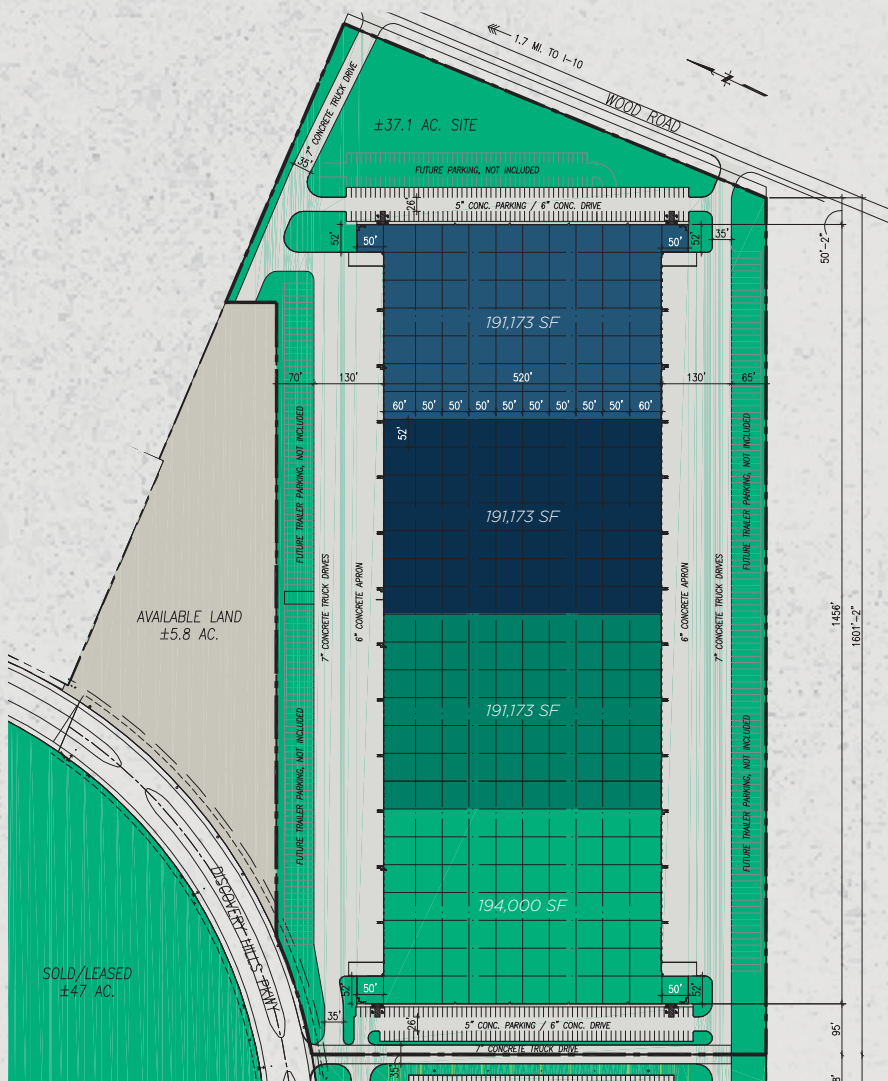 1.7 MI. TO I-10
WOOD ROAD
7" CONCRETE TRUCK DRIVE
35'
±37.1 AC. SITE
FUTURE PARKING, NOT INCLUDED
26'
5" CONC. PARKING / 6" CONC. DRIVE
52'
50'
50'
52'
35'
50'-2"
191,173 SF
70'
130'
520'
130'
65'
60'
50'
50'
50'
50'
50'
50'
50'
50'
60'
52'
FUTURE TRAILER PARKING, NOT INCLUDED
FUTURE TRAILER PARKING, NOT INCLUDED
191,173 SF
7" CONCRETE TRUCK DRIVES
6" CONCRETE APRON
6" CONCRETE APRON
7" CONCRETE TRUCK DRIVES
AVAILABLE LAND
±5.8 AC.
1456'
1601'-2"
191,173 SF
FUTURE TRAILER PARKING, NOT INCLUDED
FUTURE TRAILER PARKING, NOT INCLUDED
194,000 SF
DISCOVERY HILLS PKWY
SOLD/LEASED
±47 AC.
52'
50'
50'
52'
35'
26'
5" CONC. PARKING / 6" CONC. DRIVE
95'
7" CONCRETE TRUCK DRIVE
35'